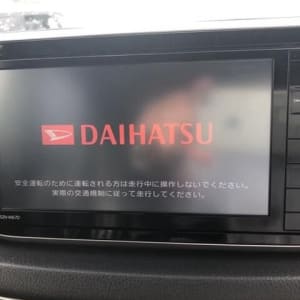 DAIHATSU
安全運転のために運転される方は走行中に操作しないでください。
実際の交通規制に従って走行してください。